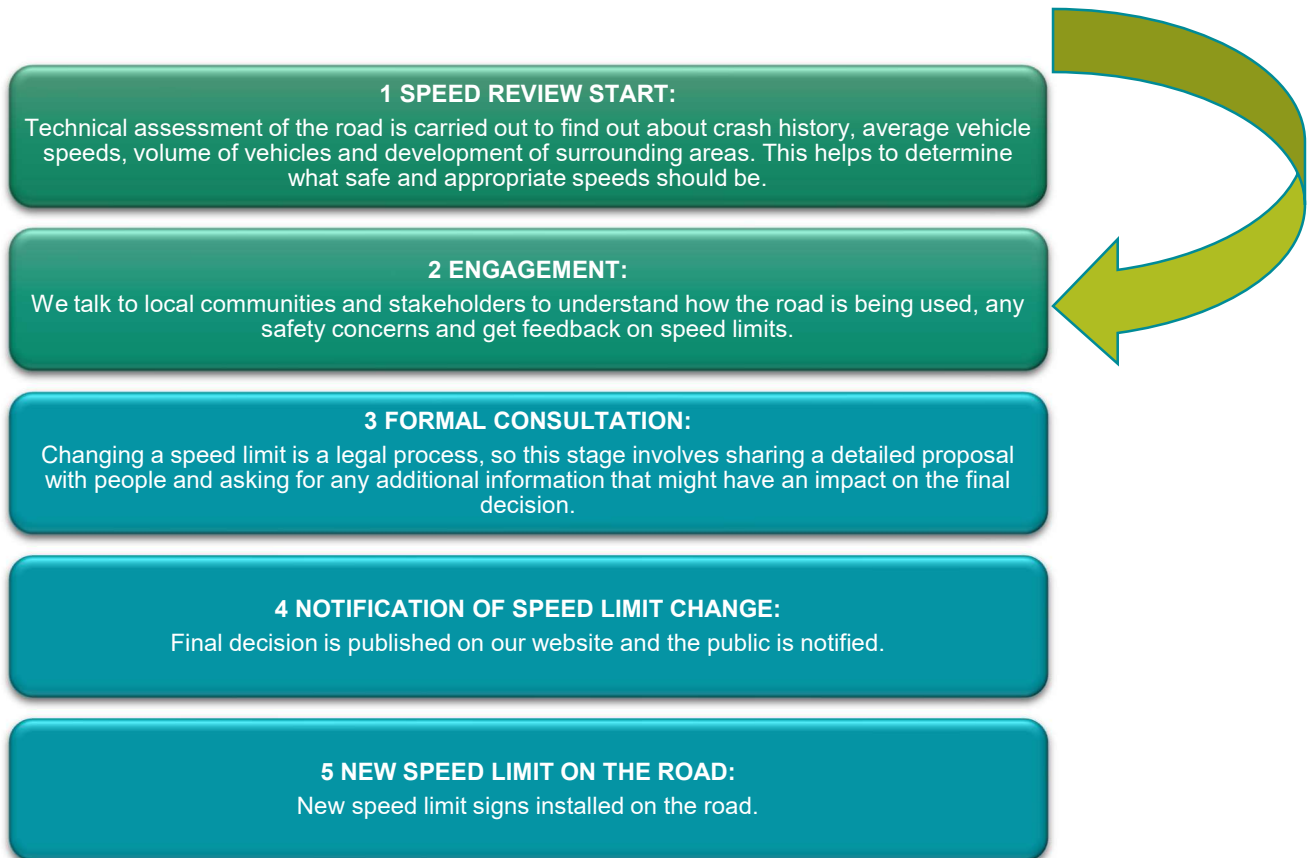 1 SPEED REVIEW START:
Technical assessment of the road is carried out to find out about crash history, average vehicle
speeds, volume of vehicles and development of surrounding areas. This helps to determine
what safe and appropriate speeds should be.
2 ENGAGEMENT:
We talk to local communities and stakeholders to understand how the road is being used, any
safety concerns and get feedback on speed limits.
3 FORMAL CONSULTATION:
Changing a speed limit is a legal process, so this stage involves sharing a detailed proposal
with people and asking for any additional information that might have an impact on the final
decision.
4 NOTIFICATION OF SPEED LIMIT CHANGE:
Final decision is published on our website and the public is notified.
5 NEW SPEED LIMIT ON THE ROAD:
New speed limit signs installed on the road.